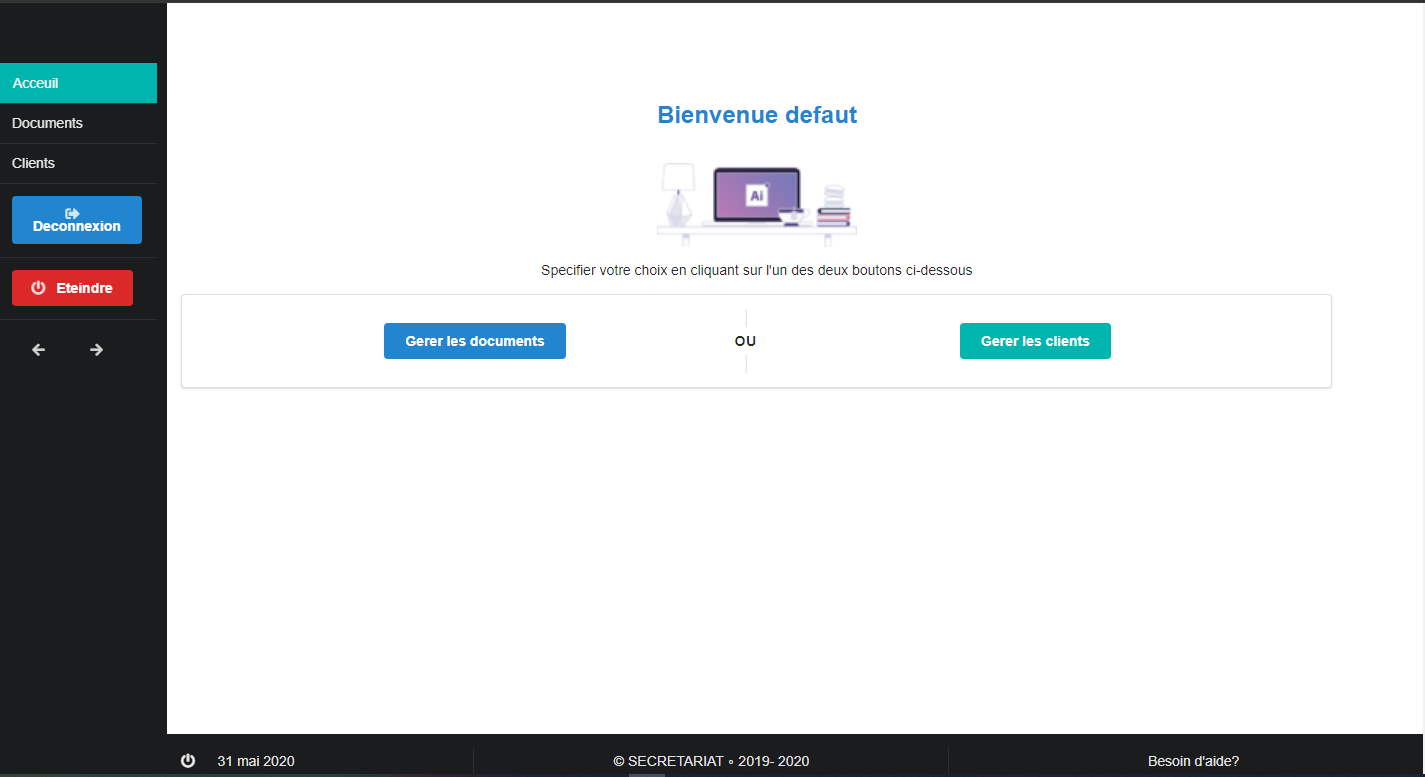 Acceuil
Documents
Clients
Deconnexion
Eteindre
Bienvenue defaut
Ai
Specifier votre choix en cliquant sur l'un des deux boutons ci-dessous
Gerer les documents
OU
Gerer les clients
31 mai 2020
© SECRETARIAT ∘ 2019- 2020
Besoin d'aide?